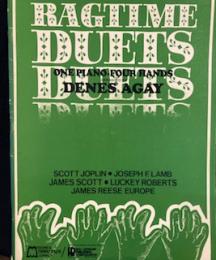 RAGTIME
DUETS
ONE PIANO-FOUR HANDS
DENES AGAY
SCOTT JOPLIN • JOSEPH F. LAMB
JAMES SCOTT • LUCKEY ROBERTS
JAMES REESE EUROPE